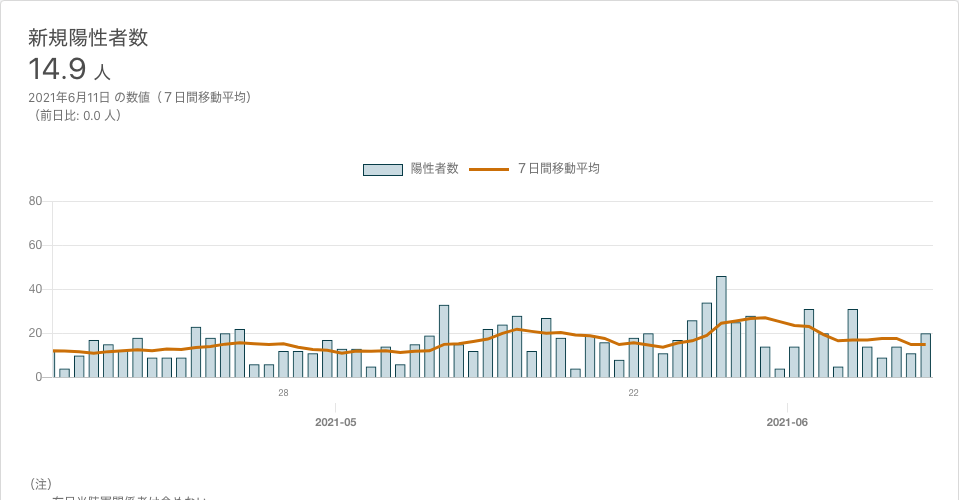 新規陽性者数
14.9 人
2021年6月11日 の数値（７日間移動平均）
（前日比: 0.0 人）
陽性者数 ７日間移動平均
80
60
40
20
0
28 22
2021-05 2021-06
（注）